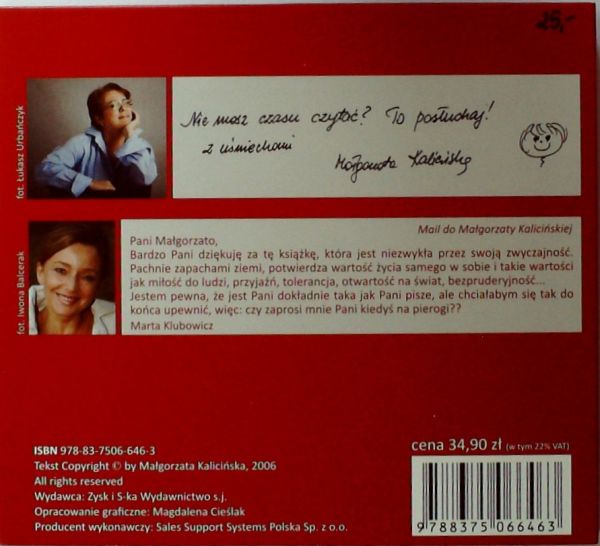 25,-
fot. Łukasz Urbańczyk
Nie masz czasu czytać? To posłuchaj!
z uśmiechami
Małgorzata Kalicińska
fot. Iwona Balcerak
Mail do Małgorzaty Kalicińskiej
Pani Małgorzato,
Bardzo Pani dziękuję za tę książkę, która jest niezwykła przez swoją zwyczajność.
Pachnie zapachami ziemi, potwierdza wartość życia samego w sobie i takie wartości
jak miłość do ludzi, przyjaźń, tolerancja, otwartość na świat, bezpruderyjność...
Jestem pewna, że jest Pani dokładnie taka jak Pani pisze, ale chciałabym się tak do
końca upewnić, więc: czy zaprosi mnie Pani kiedyś na pierogi??
Marta Klubowicz
ISBN 978-83-7506-646-3
Tekst Copyright © by Małgorzata Kalicińska, 2006
All rights reserved
Wydawca: Zysk i S-ka Wydawnictwo s.j.
Opracowanie graficzne: Magdalena Cieślak
Producent wykonawczy: Sales Support Systems Polska Sp. z o.o.
cena 34,90 zł (w tym 22% VAT)
9 788375 066463